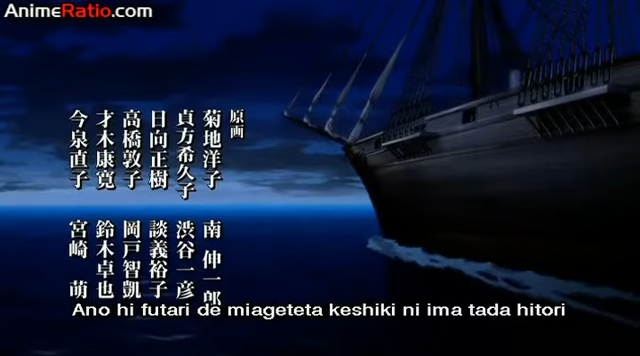 AnimeRatio.com
原画
菊地洋子
貞方希久子
日向正樹
高橋敦子
才木康寛
今泉直子
南 伸一郎
渋谷一彦
談義裕子
岡戸智凱
鈴木卓也
宮崎 萌
Ano hi futari de miageteta keshiki ni ima tada hitori